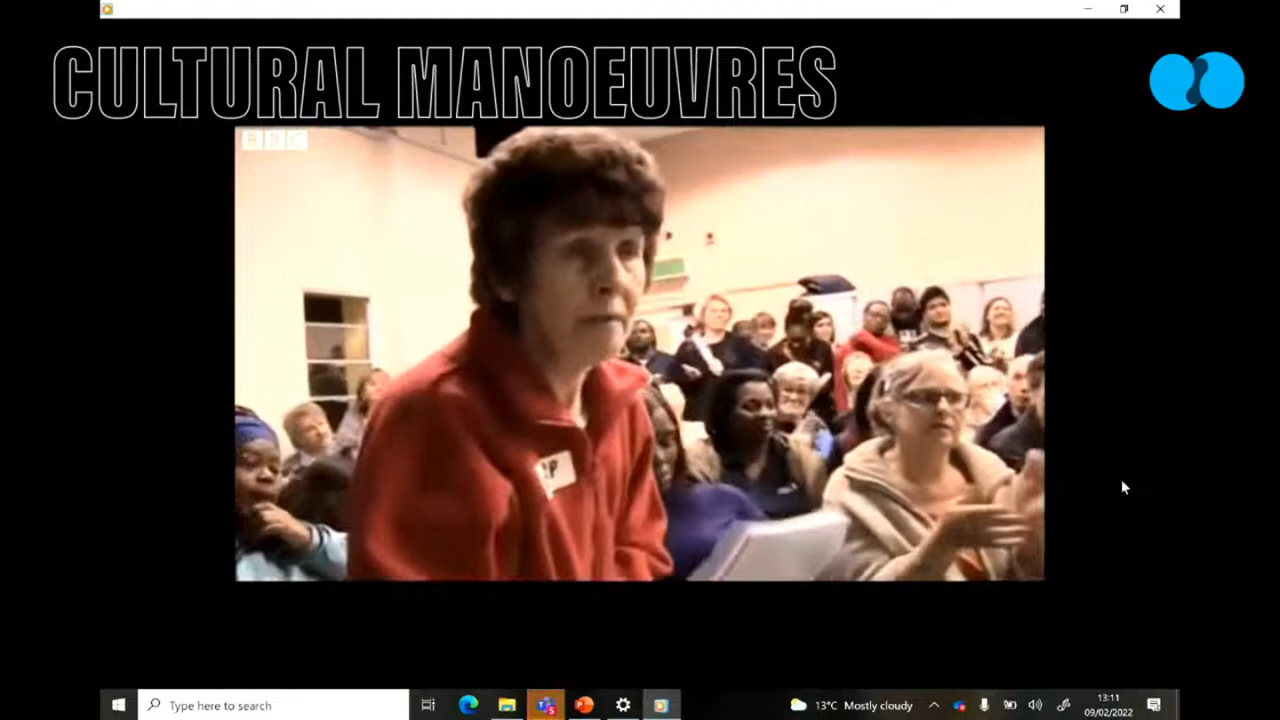 CULTURAL MANOEUVRES
BBC
Type here to search
13°C Mostly cloudy
13:11
09/02/2022